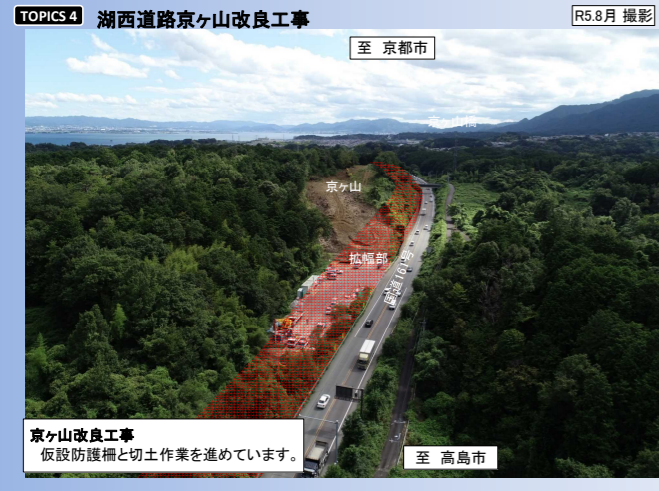 TOPICS 4 湖西道路京ヶ山改良工事
R5.8月 撮影
至 京都市
京ヶ山
拡幅部
国道161号
京ヶ山改良工事
仮設防護柵と切土作業を進めています。
至 高島市